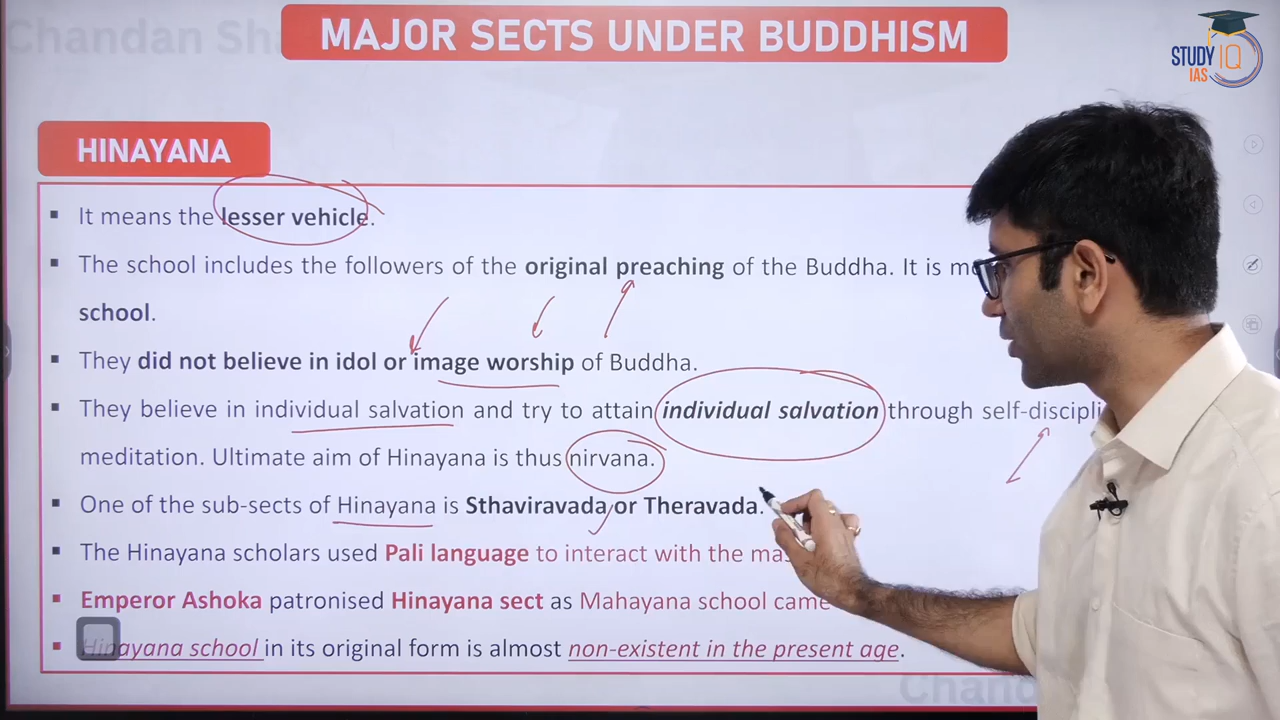 Chandan Sha
MAJOR SECTS UNDER BUDDHISM
STUDY IQ
IAS
HINAYANA
▪ It means the lesser vehicle.
▪ The school includes the followers of the original preaching of the Buddha. It is
school.
▪ They did not believe in idol or image worship of Buddha.
▪ They believe in individual salvation and try to attain individual salvation through
meditation. Ultimate aim of Hinayana is thus nirvana.
▪ One of the sub-sects of Hinayana is Sthaviravada or Theravada.
▪ The Hinayana scholars used Pali language to interact with the
▪ Emperor Ashoka patronised Hinayana sect as Mahayana school came
▪ Hinayana school in its original form is almost non-existent in the present age.
Chand